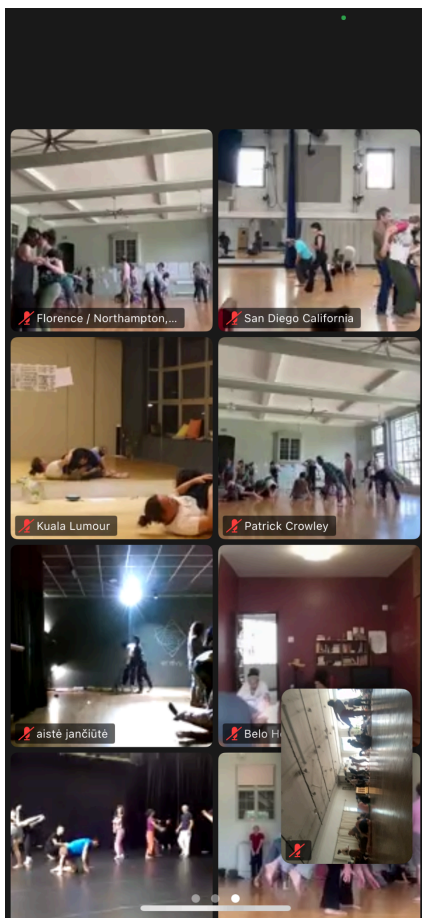 Florence / Northampton,...
San Diego California
Kuala Lumour
Patrick Crowley
aistė jančiūtė
Belo H